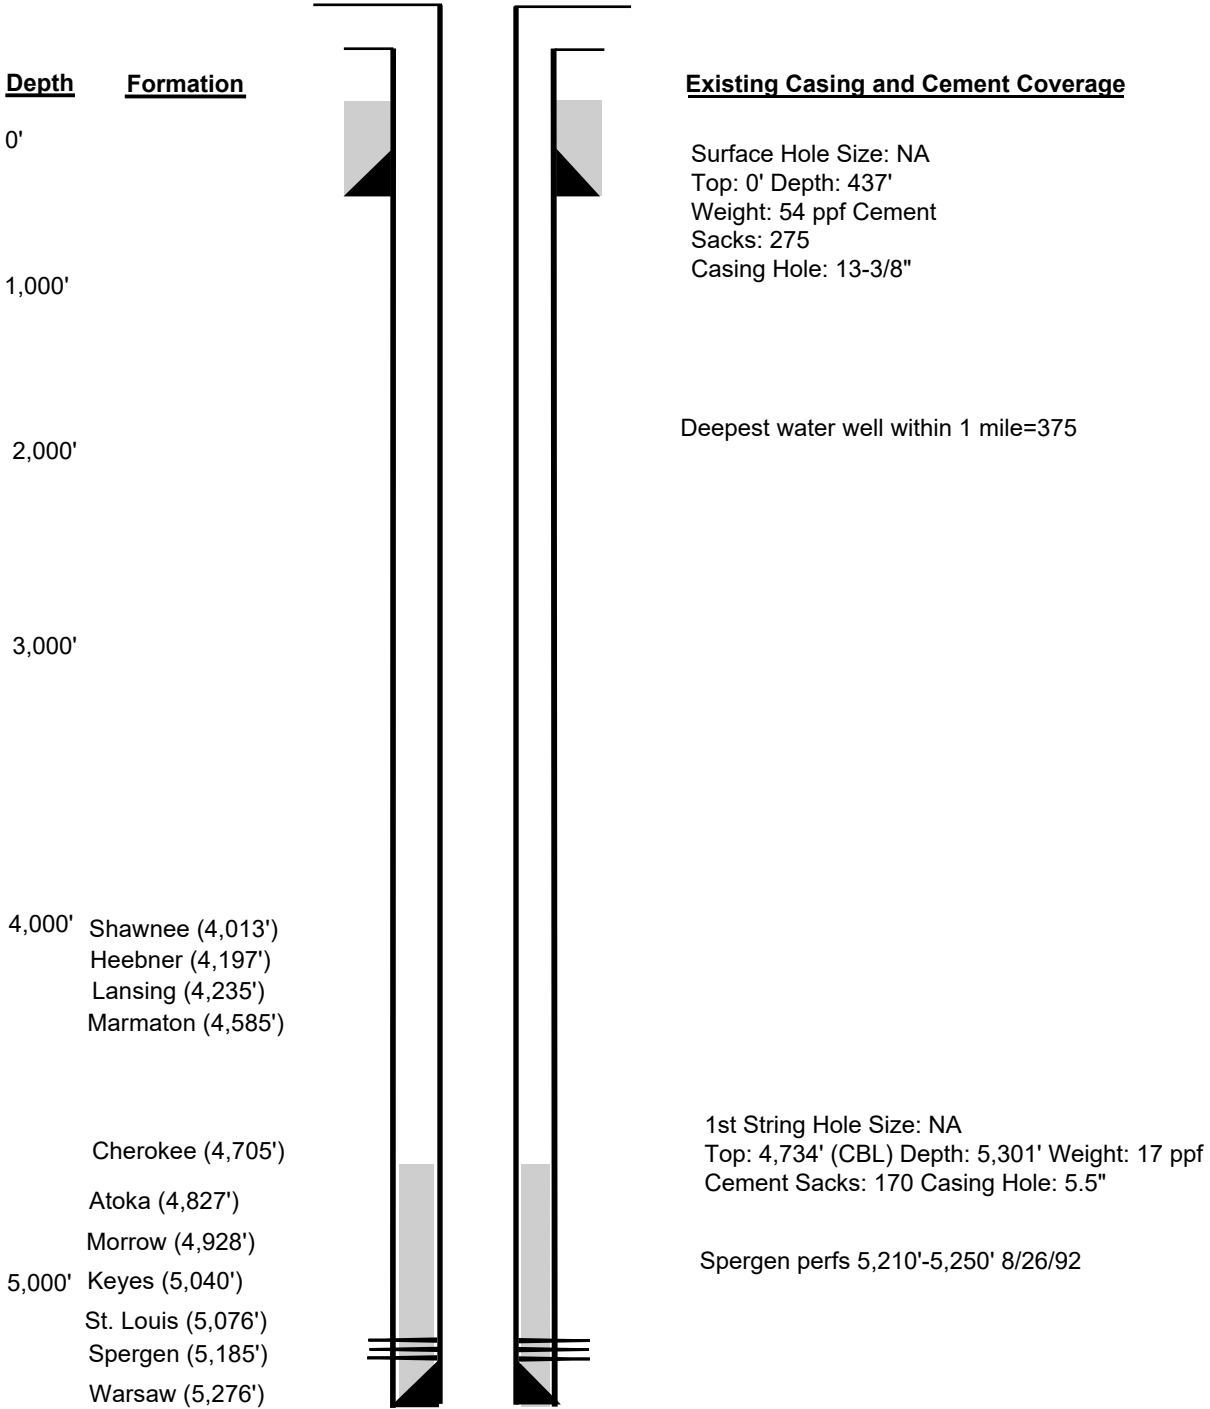 Depth Formation
Existing Casing and Cement Coverage
0'
Surface Hole Size: NA
Top: 0' Depth: 437'
Weight: 54 ppf Cement
Sacks: 275
Casing Hole: 13-3/8"
1,000'
Deepest water well within 1 mile=375
2,000'
3,000'
4,000' Shawnee (4,013')
Heebner (4,197')
Lansing (4,235')
Marmaton (4,585')
1st String Hole Size: NA
Top: 4,734' (CBL) Depth: 5,301' Weight: 17 ppf
Cement Sacks: 170 Casing Hole: 5.5"
Cherokee (4,705')
Atoka (4,827')
Morrow (4,928')
Spergen perfs 5,210'-5,250' 8/26/92
5,000' Keyes (5,040')
St. Louis (5,076')
Spergen (5,185')
Warsaw (5,276')